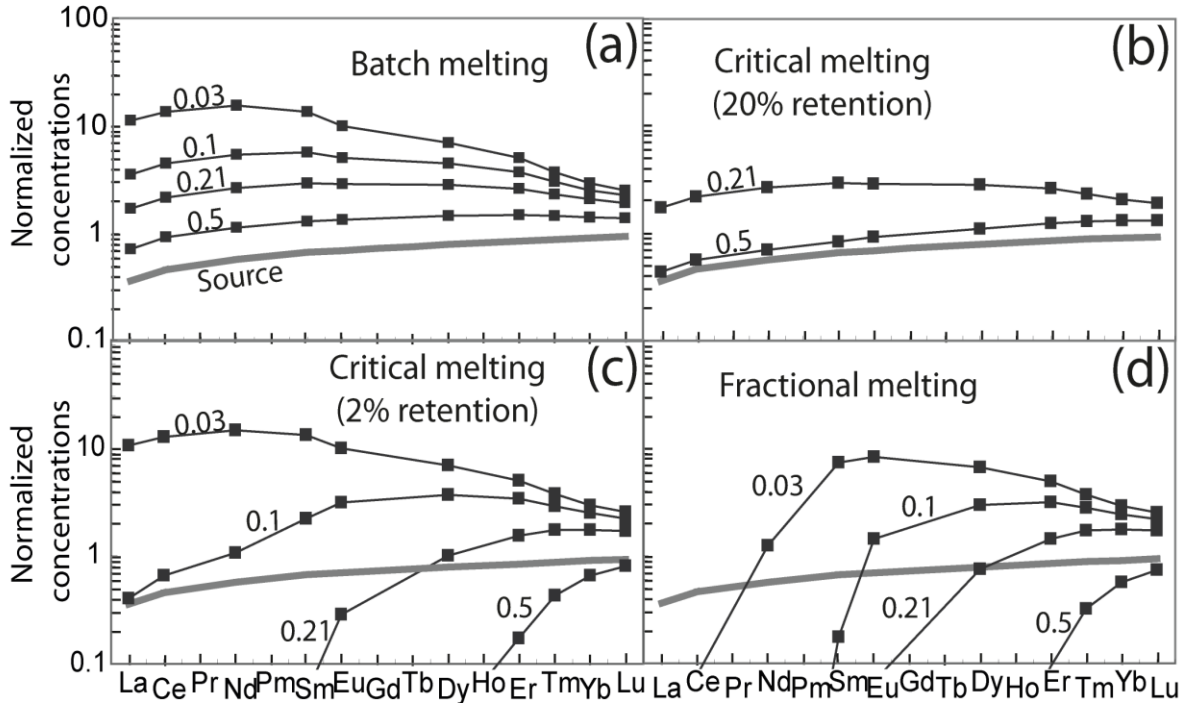 100
10
1
0.1
Normalized
concentrations
(a)
Batch melting
0.03
0.1
0.21
0.5
Source
(b)
Critical melting
(20% retention)
0.21
0.5
10
1
0.1
Normalized
concentrations
(c)
Critical melting
(2% retention)
0.03
0.1
0.21
0.5
La Ce Pr Nd Pm Sm Eu Gd Tb Dy Ho Er Tm Yb Lu
(d)
Fractional melting
0.03
0.1
0.21
0.5
La Ce Pr Nd Pm Sm Eu Gd Tb Dy Ho Er Tm Yb Lu